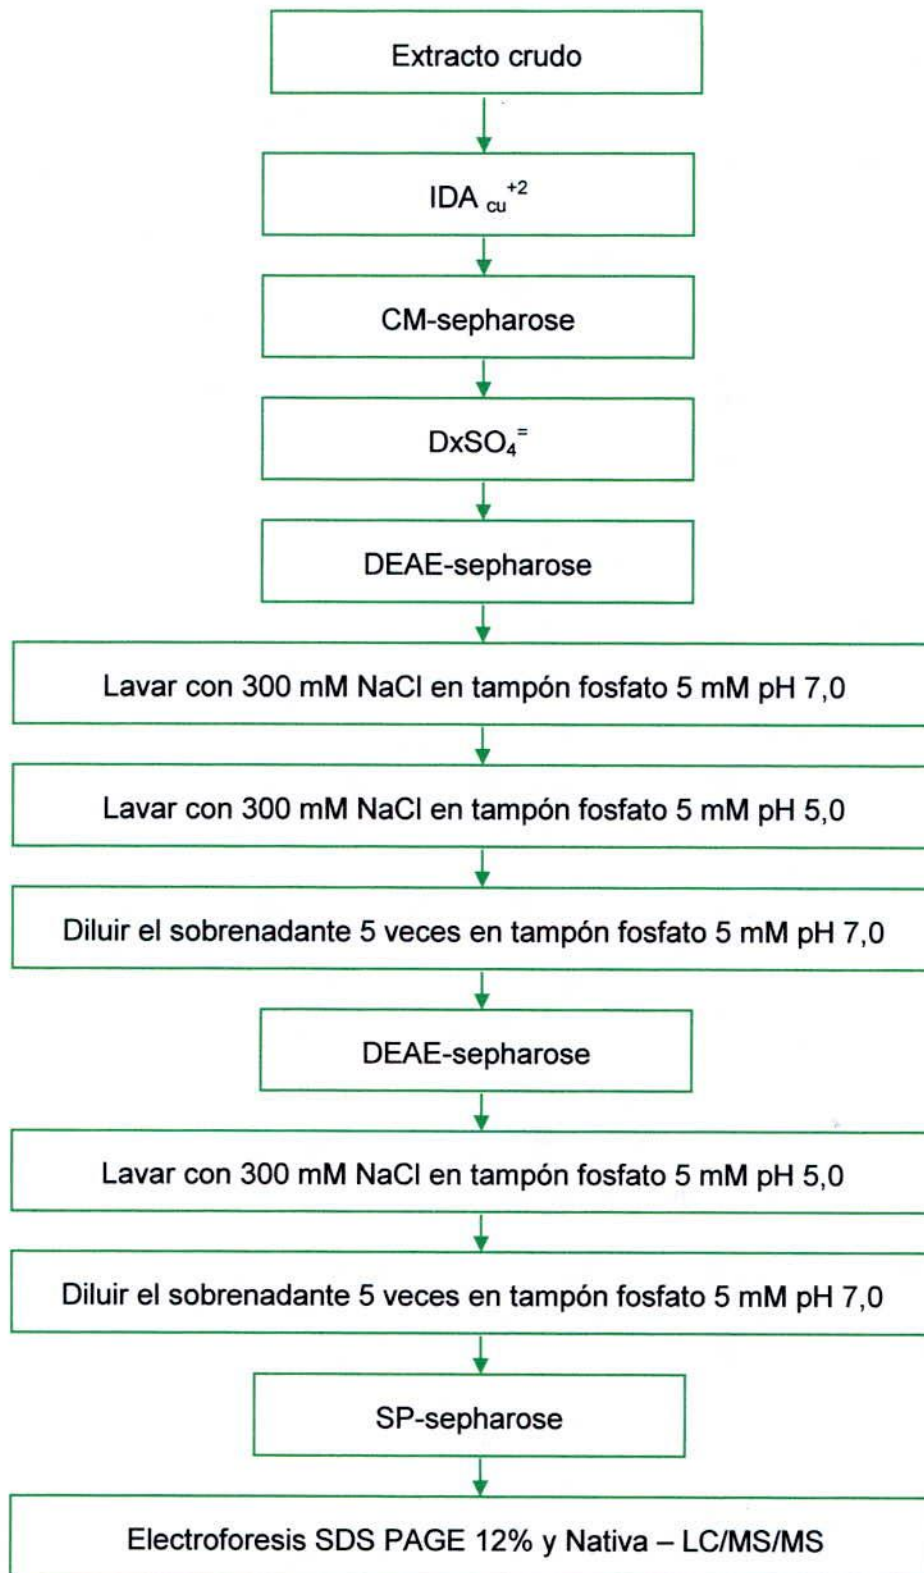 Extracto crudo
IDA cu+2
CM-sepharose
DxSO4=
DEAE-sepharose
Lavar con 300 mM NaCl en tampón fosfato 5 mM pH 7,0
Lavar con 300 mM NaCl en tampón fosfato 5 mM pH 5,0
Diluir el sobrenadante 5 veces en tampón fosfato 5 mM pH 7,0
DEAE-sepharose
Lavar con 300 mM NaCl en tampón fosfato 5 mM pH 5,0
Diluir el sobrenadante 5 veces en tampón fosfato 5 mM pH 7,0
SP-sepharose
Electroforesis SDS PAGE 12% y Nativa – LC/MS/MS